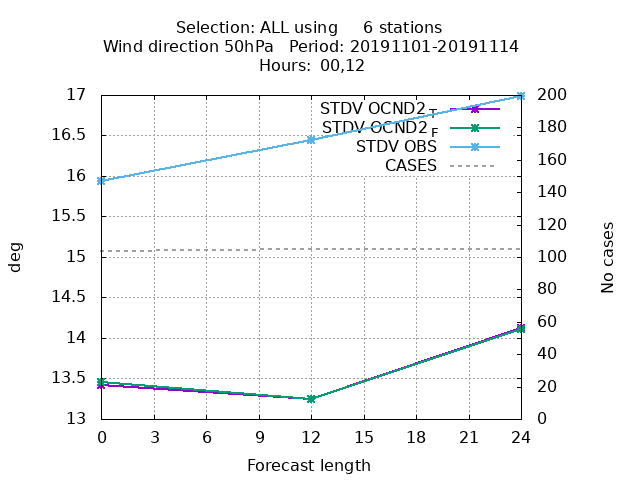 Selection: ALL using     6 stations
Wind direction 50hPa   Period: 20191101-20191114
Hours: 00,12
17 200
STDV OCND2_T
16.5 180
STDV OCND2_F
STDV OBS
160
CASES
16
140
15.5
120
deg
15 100
No cases
80
14.5
60
14
40
13.5
20
13 0
0 3 6 9 12 15 18 21 24
Forecast length